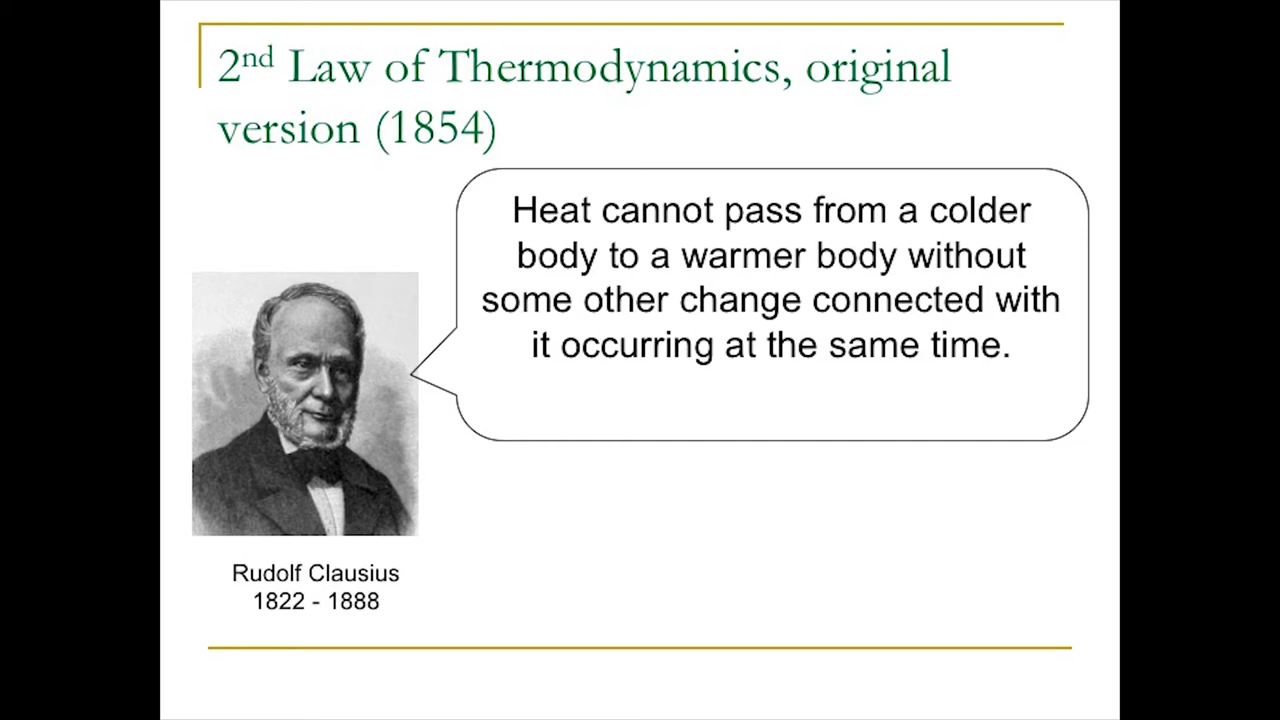 2nd Law of Thermodynamics, original
version (1854)
Heat cannot pass from a colder
body to a warmer body without
some other change connected with
it occurring at the same time.
Rudolf Clausius
1822 - 1888